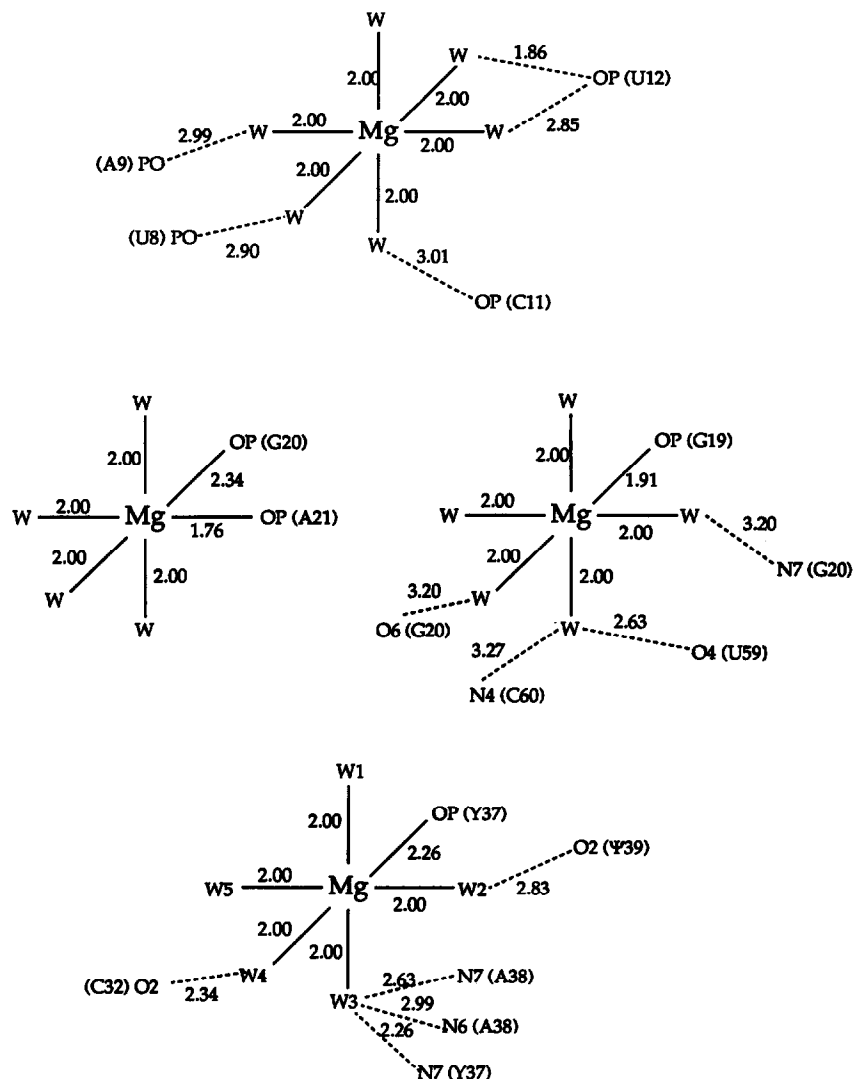 W
W
1.86
OP (U12)
2.00
2.00
2.99
W
2.00
Mg
2.00
W
2.85
(A9) PO
2.00
2.00
W
(U8) PO
2.90
W
3.01
OP (C11)
W
OP (G20)
2.00
2.34
W
2.00
Mg
1.76
OP (A21)
2.00
2.00
W
W
W
OP (G19)
2.00
1.91
W
2.00
Mg
2.00
W
3.20
N7 (G20)
2.00
2.00
3.20
W
O6 (G20)
W
2.63
O4 (U59)
3.27
N4 (C60)
W1
2.00
OP (Y37)
2.26
O2 (Ψ39)
W5
2.00
Mg
2.00
W2
2.83
2.00
2.00
(C32) O2
2.34
W4
2.63
N7 (A38)
W3
2.99
N6 (A38)
2.26
N7 (Y37)